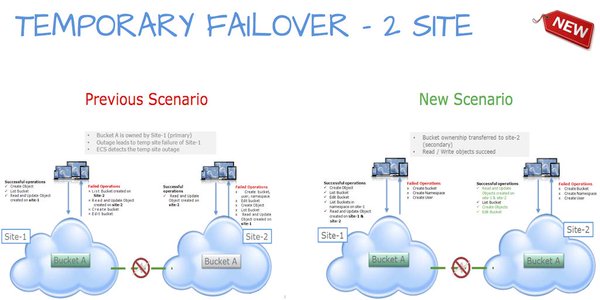 TEMPORARY FAILOVER - 2 SITE
NEW
Previous Scenario
• Bucket A is owned by Site-1 (primary)
• Outage leads to temp site failure of Site-1
• ECS detects the temp site outage
Successful operations
✓ Create Object
✓ List Bucket
✓ Read and Update Object
created on site-1
Failed Operations
× List Bucket created on
Site-2
× Read and Update Object
created on site-2
× Create bucket
× Edit bucket
Successful operations
✓ Read and Update
Object created on
site-2
Failed Operations
× Create bucket,
user, namespace
× Edit bucket
× Create Object
× List Bucket
× Read and Update
Object created on
site-1
Site-1
Site-2
Bucket A
Bucket A
New Scenario
• Bucket ownership transferred to site-2
(secondary)
• Read / Write objects succeed
Successful operations
✓ Create Object
✓ List Bucket
✓ Edit Bucket
✓ List Buckets in
namespace on site-1
✓ Read and Update Object
created on site-1 &
site-2
Failed Operations
× Create bucket
× Create Namespace
× Create User
Successful operations
✓ Read and Update
Objects created on
site-1 & site-2
✓ List Bucket
✓ Create Objects
✓ Edit Bucket
Failed Operations
× Create bucket
× Create Namespace
× Create User
Site-1
Site-2
Bucket A
Bucket A